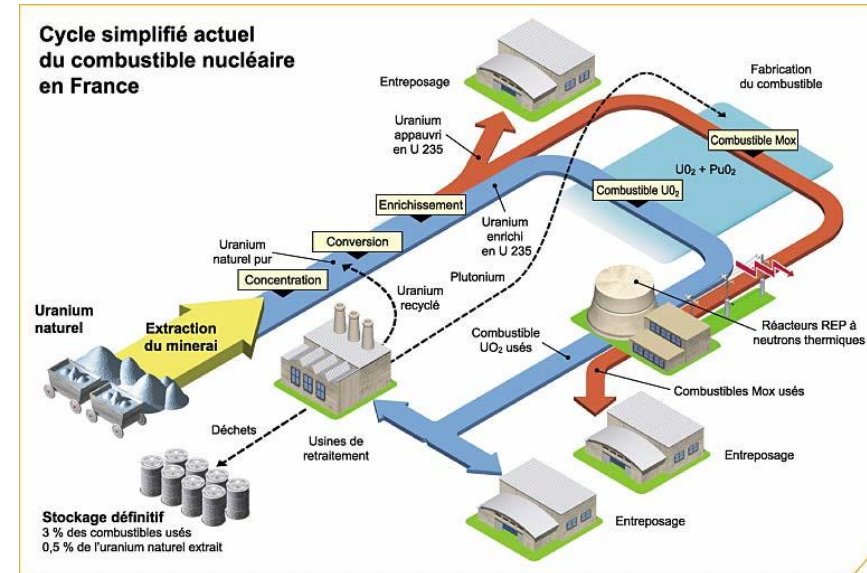 Cycle simplifié actuel
du combustible nucléaire
en France
Entreposage
Fabrication
du combustible
Uranium
appauvri
en U 235
Combustible Mox
U0₂ + Pu0₂
Enrichissement
Combustible U0₂
Uranium
enrichi
en U 235
Conversion
Uranium
naturel pur
Concentration
Uranium
recyclé
Plutonium
Uranium
naturel
Extraction
du minerai
Réacteurs REP à
neutrons thermiques
Combustible
UO₂ usés
Combustibles Mox usés
Déchets
Usines de
retraitement
Entreposage
Entreposage
Stockage définitif
3 % des combustibles usés
0,5 % de l'uranium naturel extrait